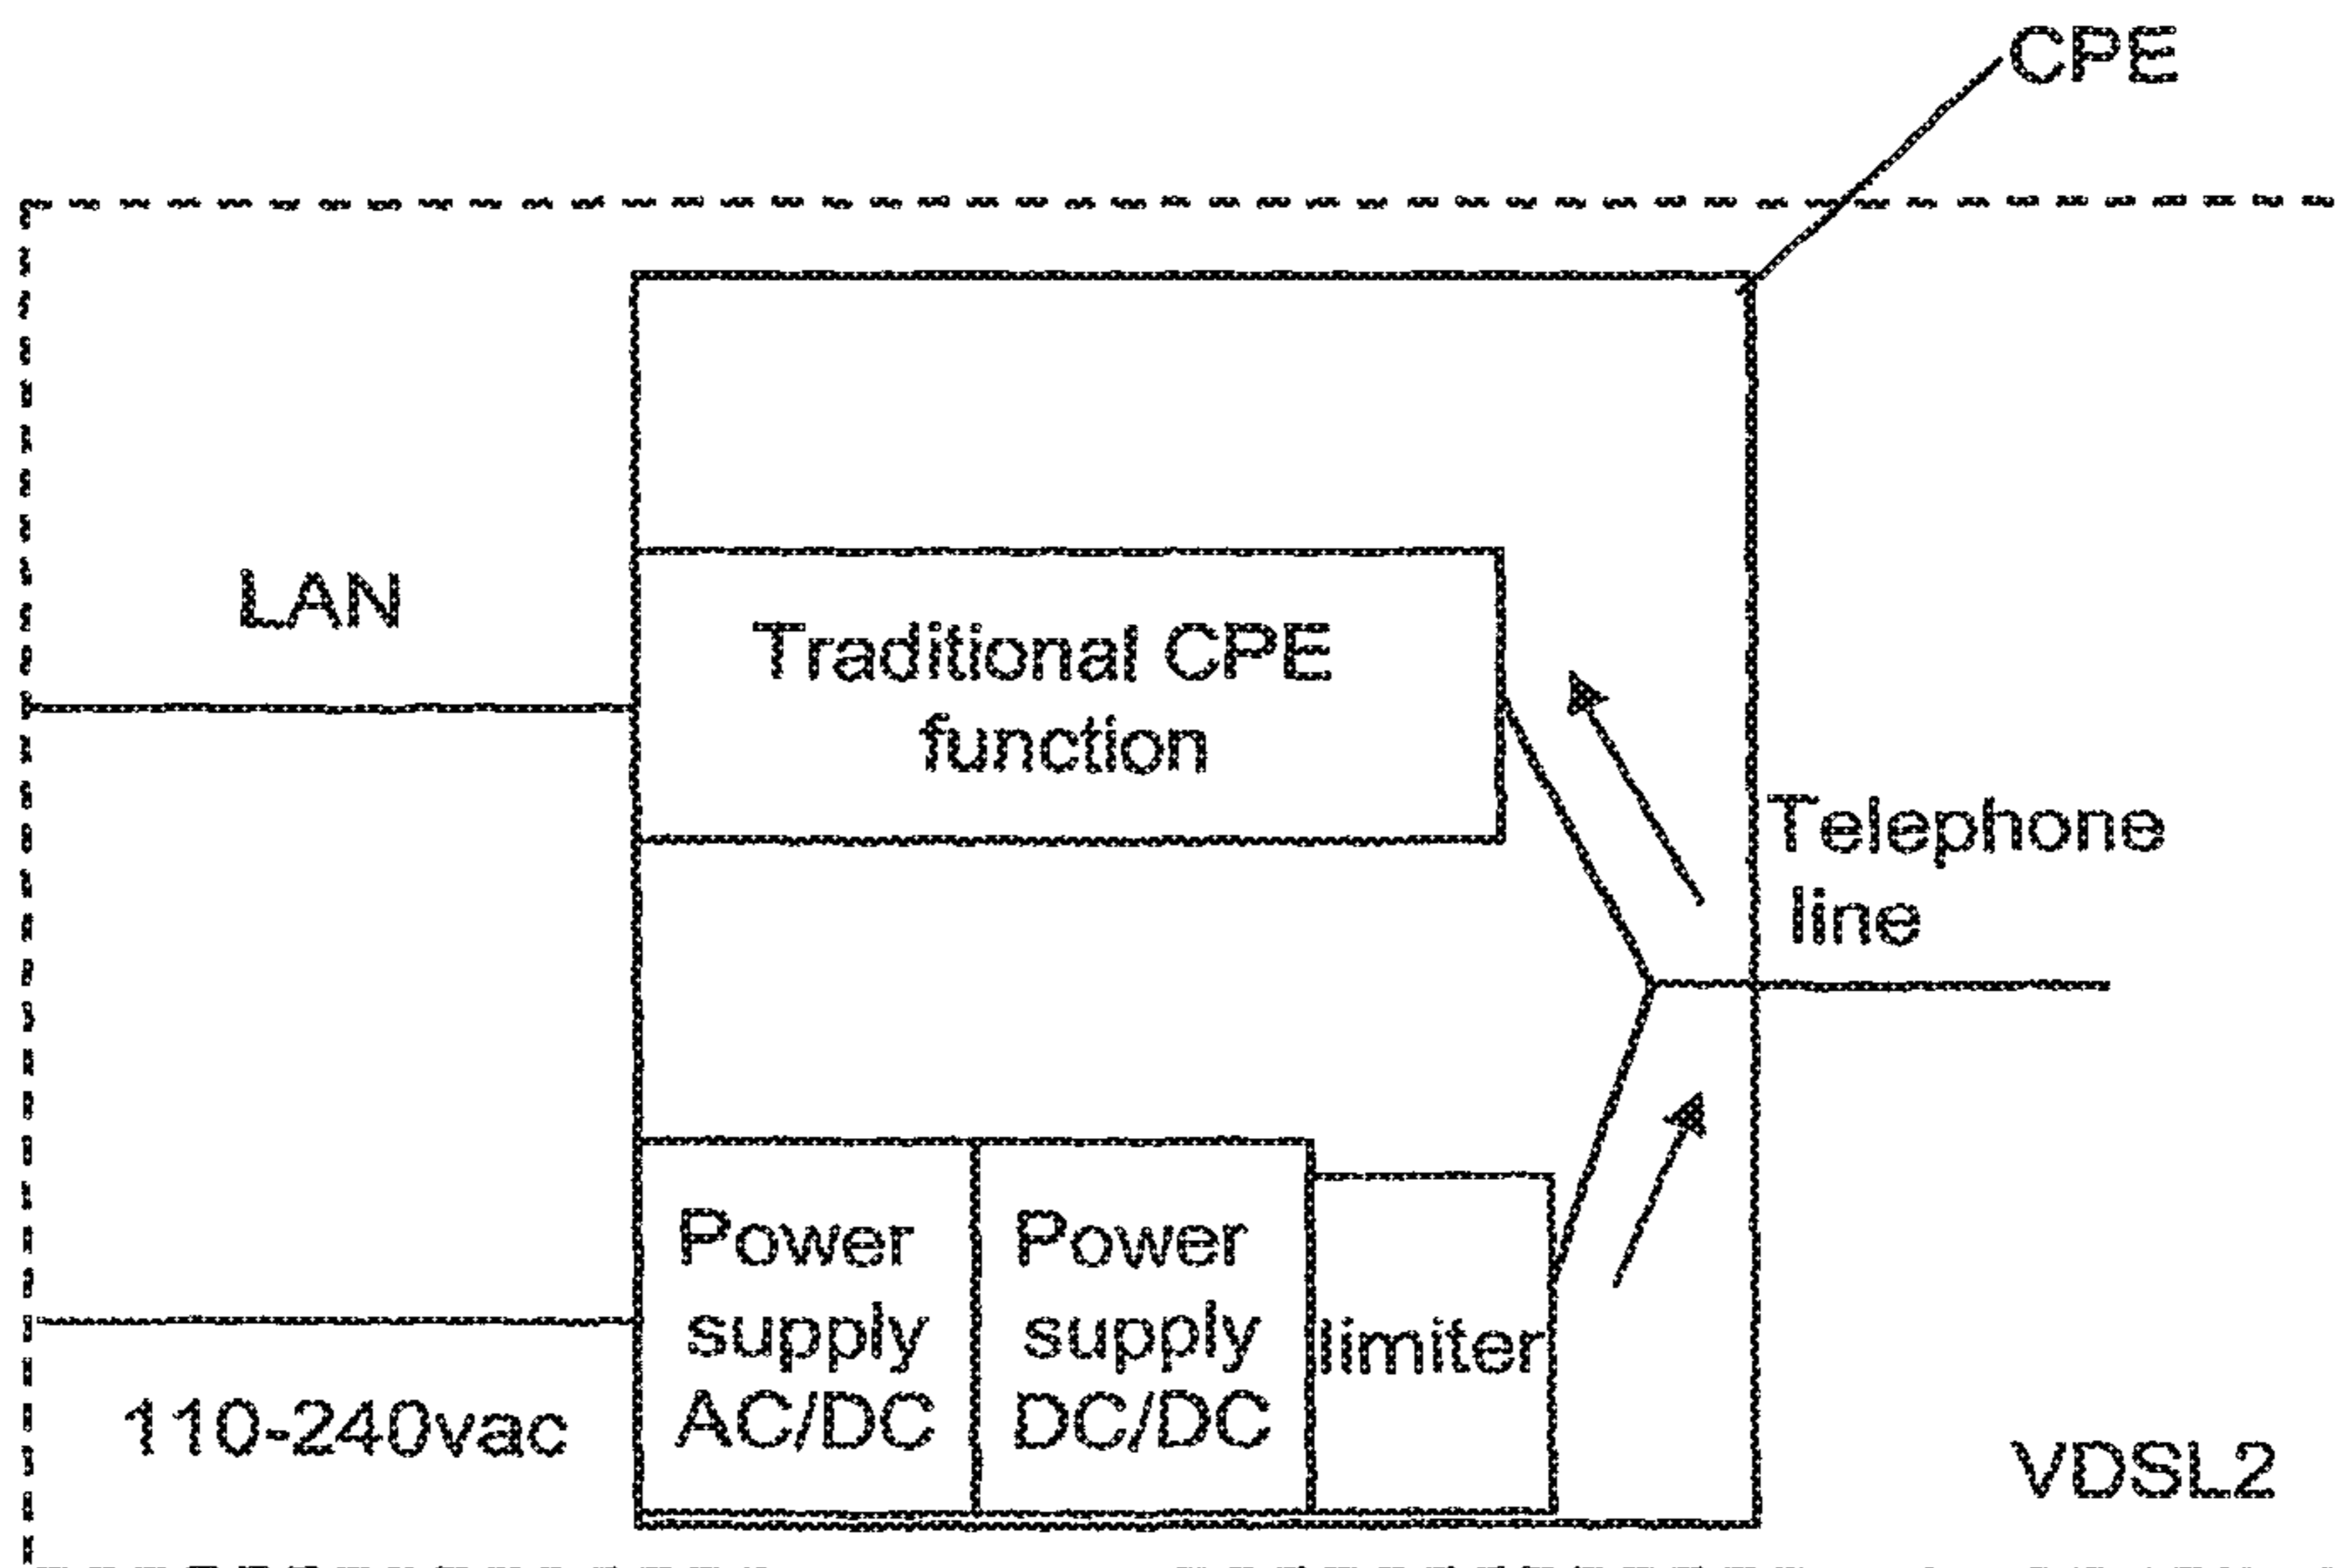 CPE
LAN
Traditional CPE
function
Telephone
line
Power
supply
AC/DC
Power
supply
DC/DC
limiter
110-240vac
VDSL2